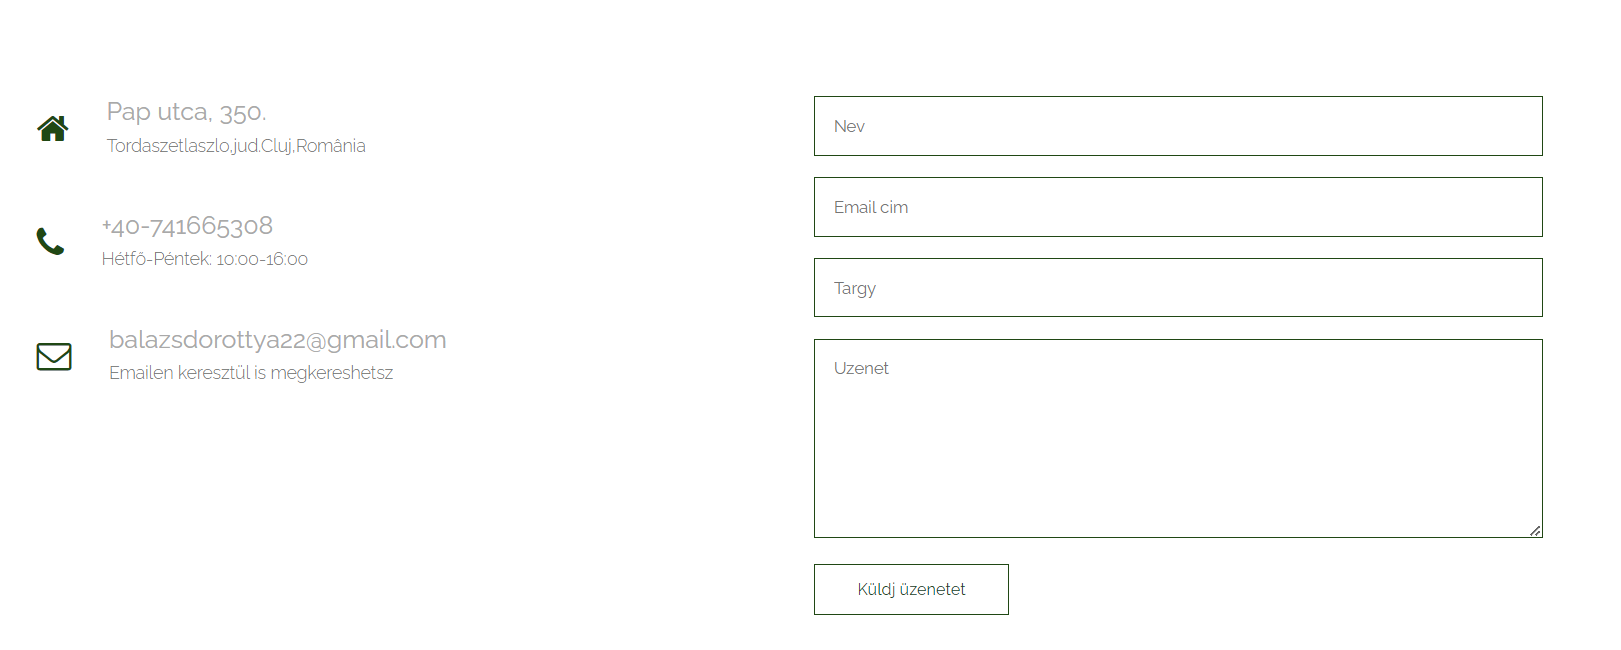 Pap utca, 350.
Tordaszetlaszlo,jud.Cluj,România
+40-741665308
Hétfő-Péntek: 10:00-16:00
balazsdorottya22@gmail.com
Emailen keresztül is megkereshetsz
Nev
Email cim
Targy
Uzenet
Küldj üzenetet